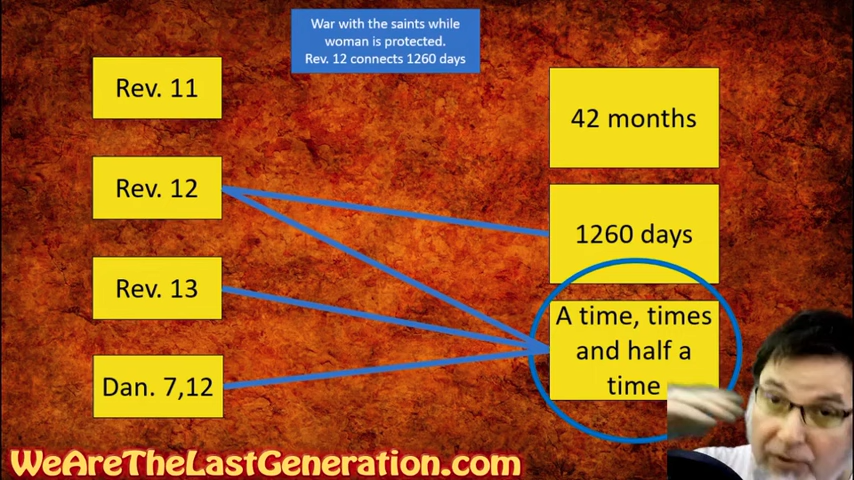 War with the saints while
woman is protected.
Rev. 12 connects 1260 days
Rev. 11
Rev. 12
Rev. 13
Dan. 7,12
42 months
1260 days
A time, times
and half a
time
WeAreTheLastGeneration.com